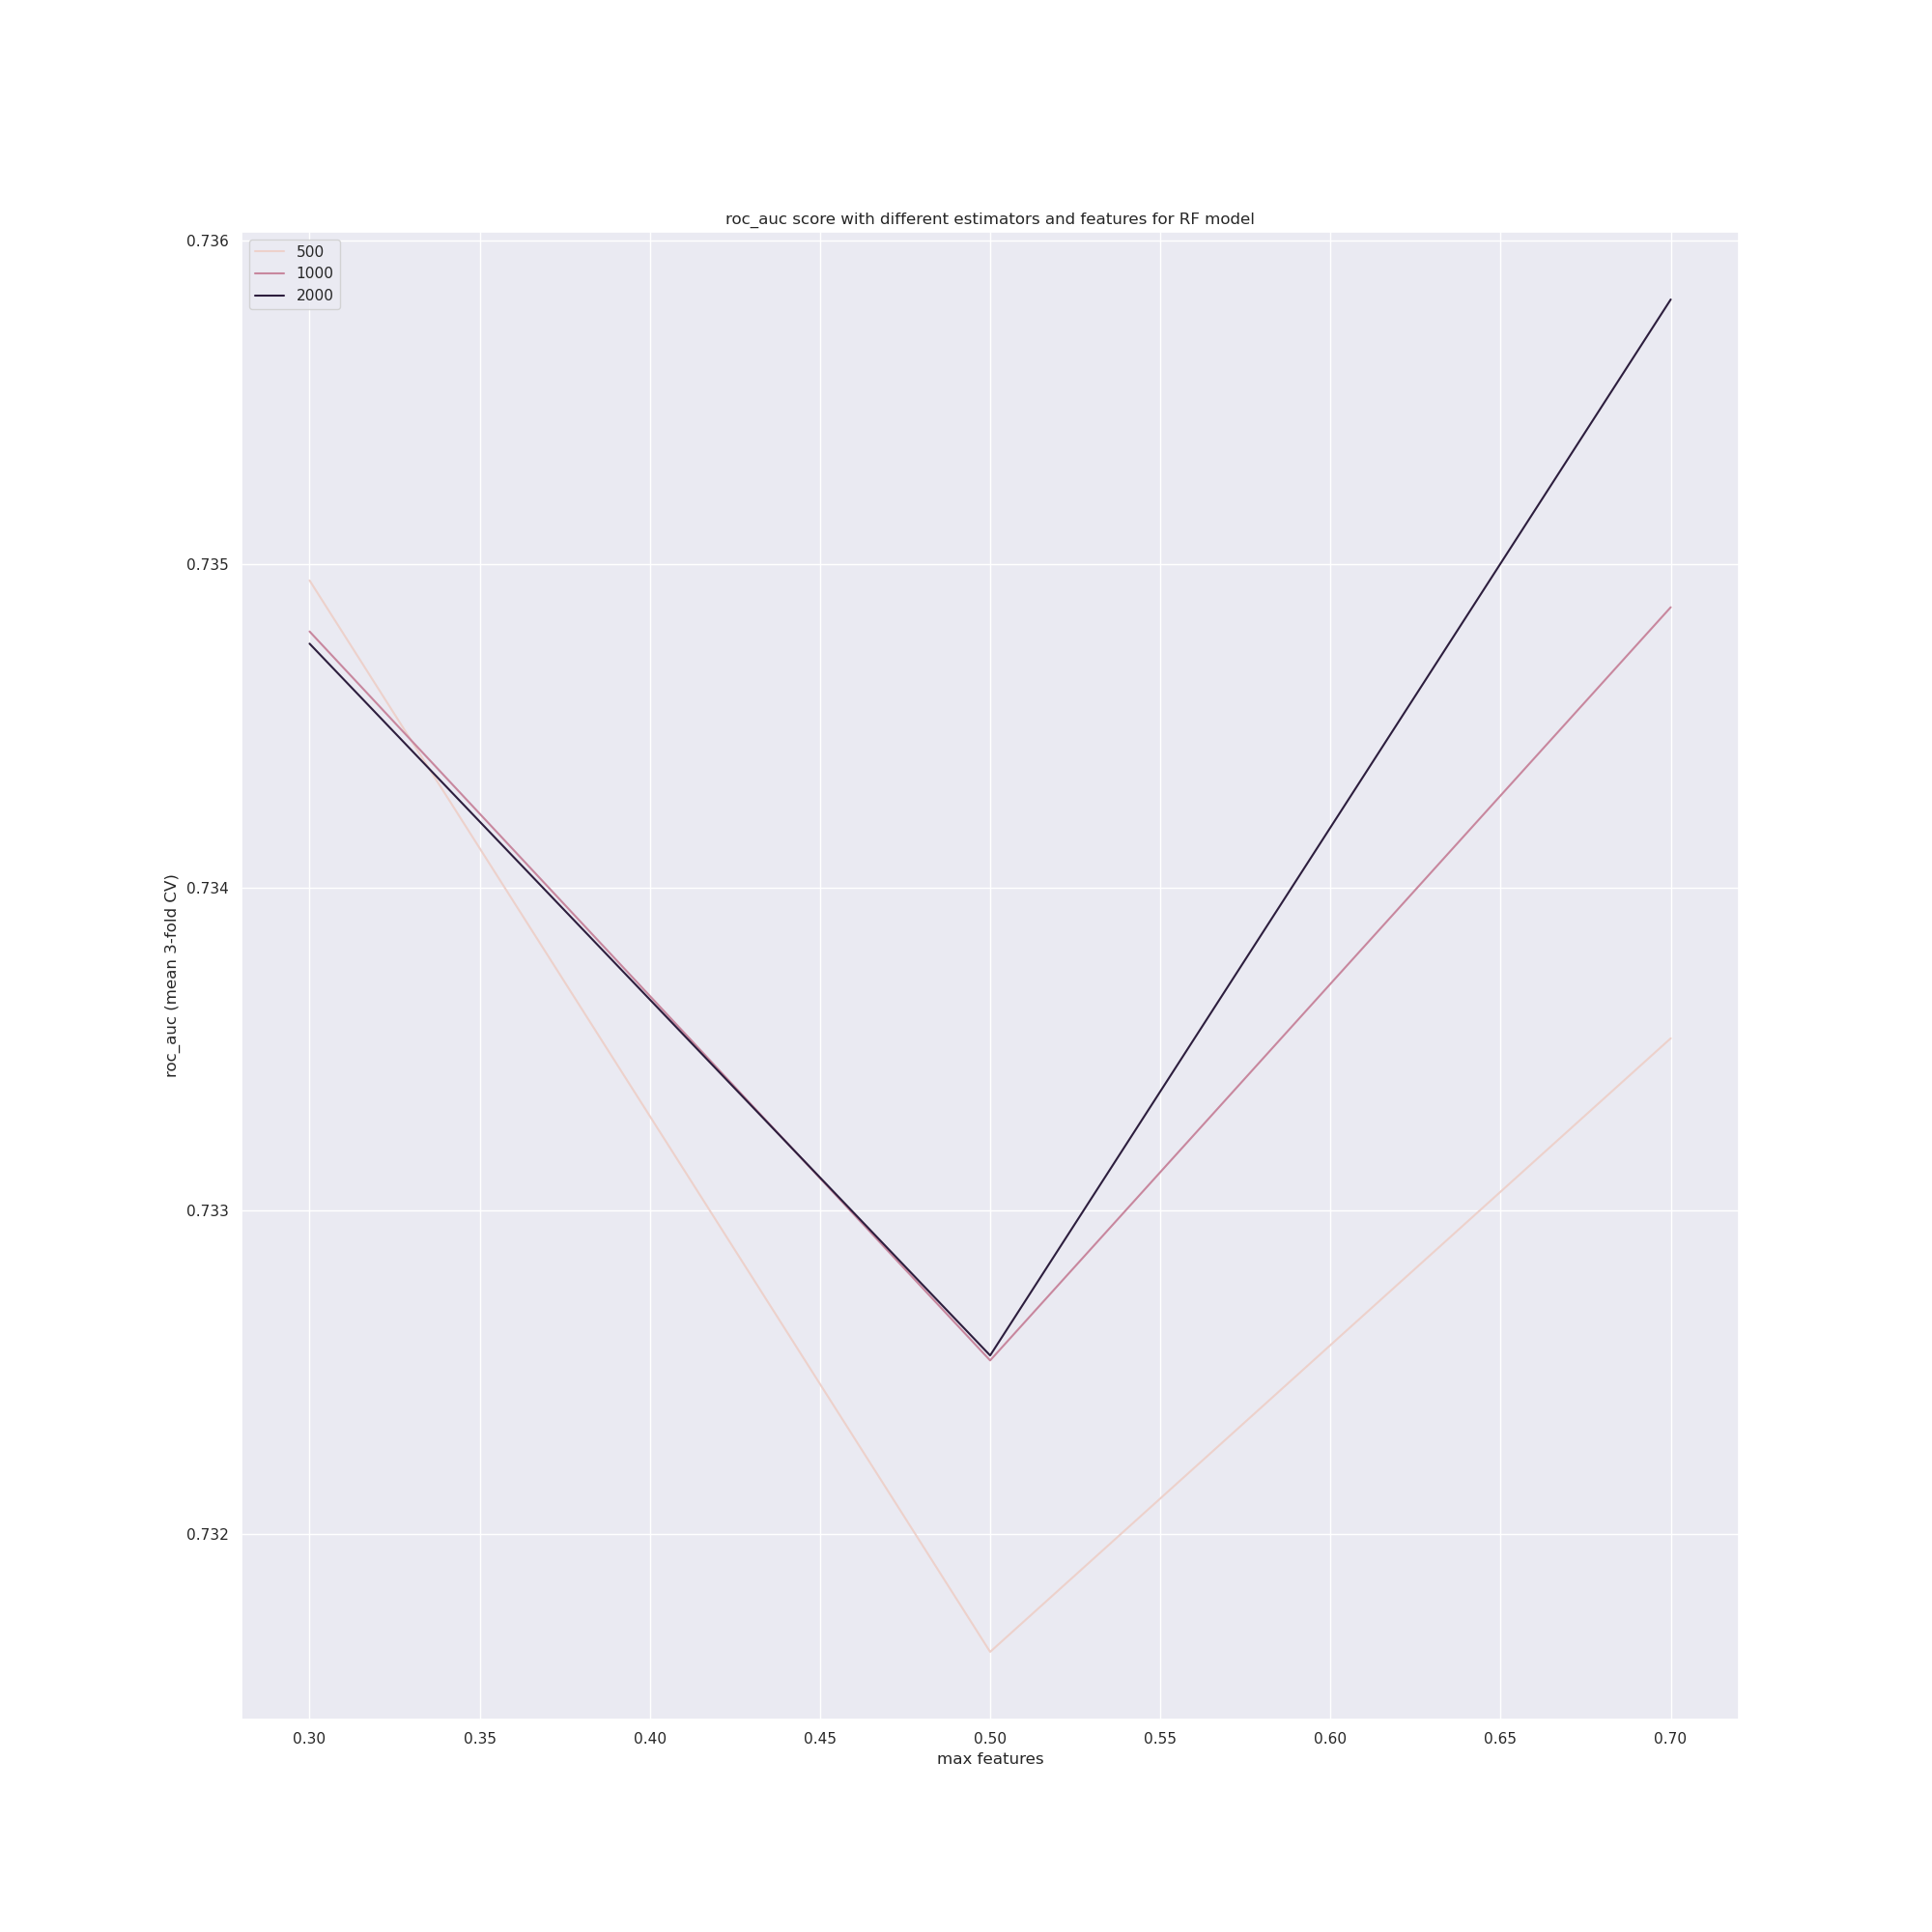 roc_auc score with different estimators and features for RF model
500
1000
2000
0.736
0.735
0.734
0.733
0.732
roc_auc (mean 3-fold CV)
0.30 0.35 0.40 0.45 0.50 0.55 0.60 0.65 0.70
max features